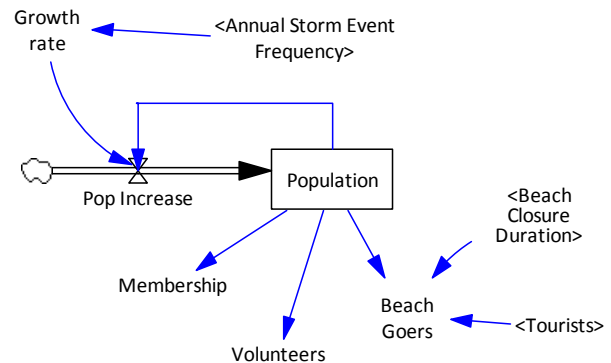 Growth
rate
<Annual Storm Event
Frequency>
Pop Increase
Population
<Beach
Closure
Duration>
Membership
Beach
Goers
<Tourists>
Volunteers